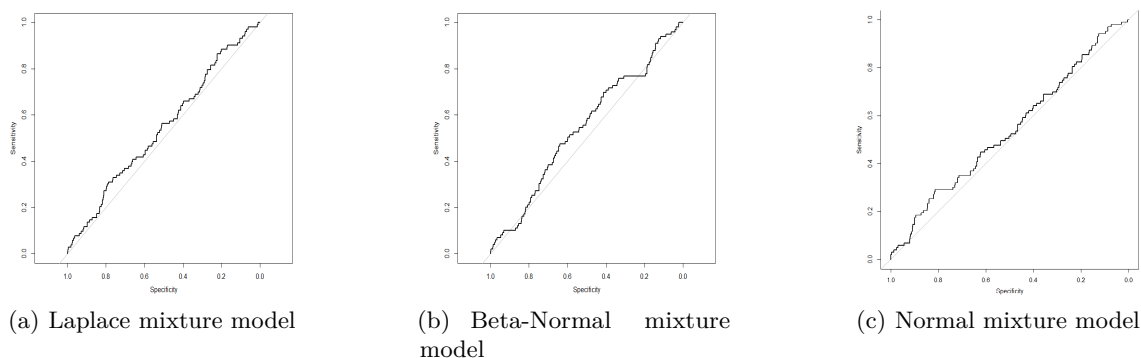 1.0
0.8
0.6
0.4
0.2
0.0
Sensitivity
1.0 0.8 0.6 0.4 0.2 0.0
Specificity
(a) Laplace mixture model
1.0
0.8
0.6
0.4
0.2
0.0
Sensitivity
1.0 0.8 0.6 0.4 0.2 0.0
Specificity
(b) Beta-Normal mixture
model
1.0
0.8
0.6
0.4
0.2
0.0
Sensitivity
1.0 0.8 0.6 0.4 0.2 0.0
Specificity
(c) Normal mixture model